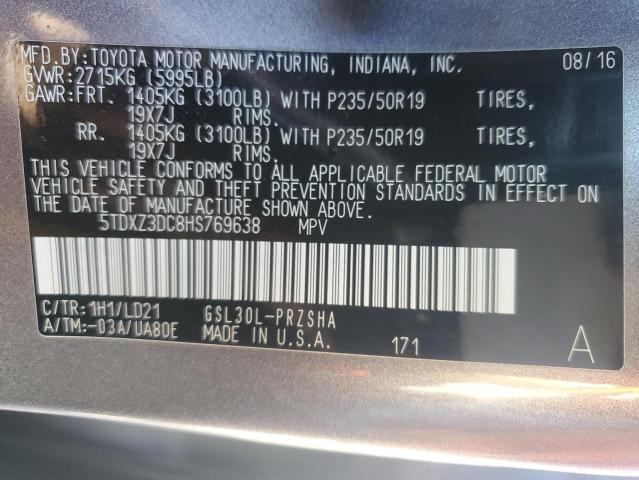 MFD.BY:TOYOTA MOTOR MANUFACTURING, INDIANA, INC. 08/16
GVWR:2715KG (5995LB)
GAWR:FRT. 1405KG (3100LB) WITH P235/50R19 TIRES,
19X7J RIMS.
RR. 1405KG (3100LB) WITH P235/50R19 TIRES,
19X7J RIMS.
THIS VEHICLE CONFORMS TO ALL APPLICABLE FEDERAL MOTOR
VEHICLE SAFETY AND THEFT PREVENTION STANDARDS IN EFFECT ON
THE DATE OF MANUFACTURE SHOWN ABOVE.
5TDXZ3DC8HS769638 MPV
C/TR:1H1/LD21 GSL30L-PRZSHA
A/TM:-03A/UA80E MADE IN U.S.A. 171 A